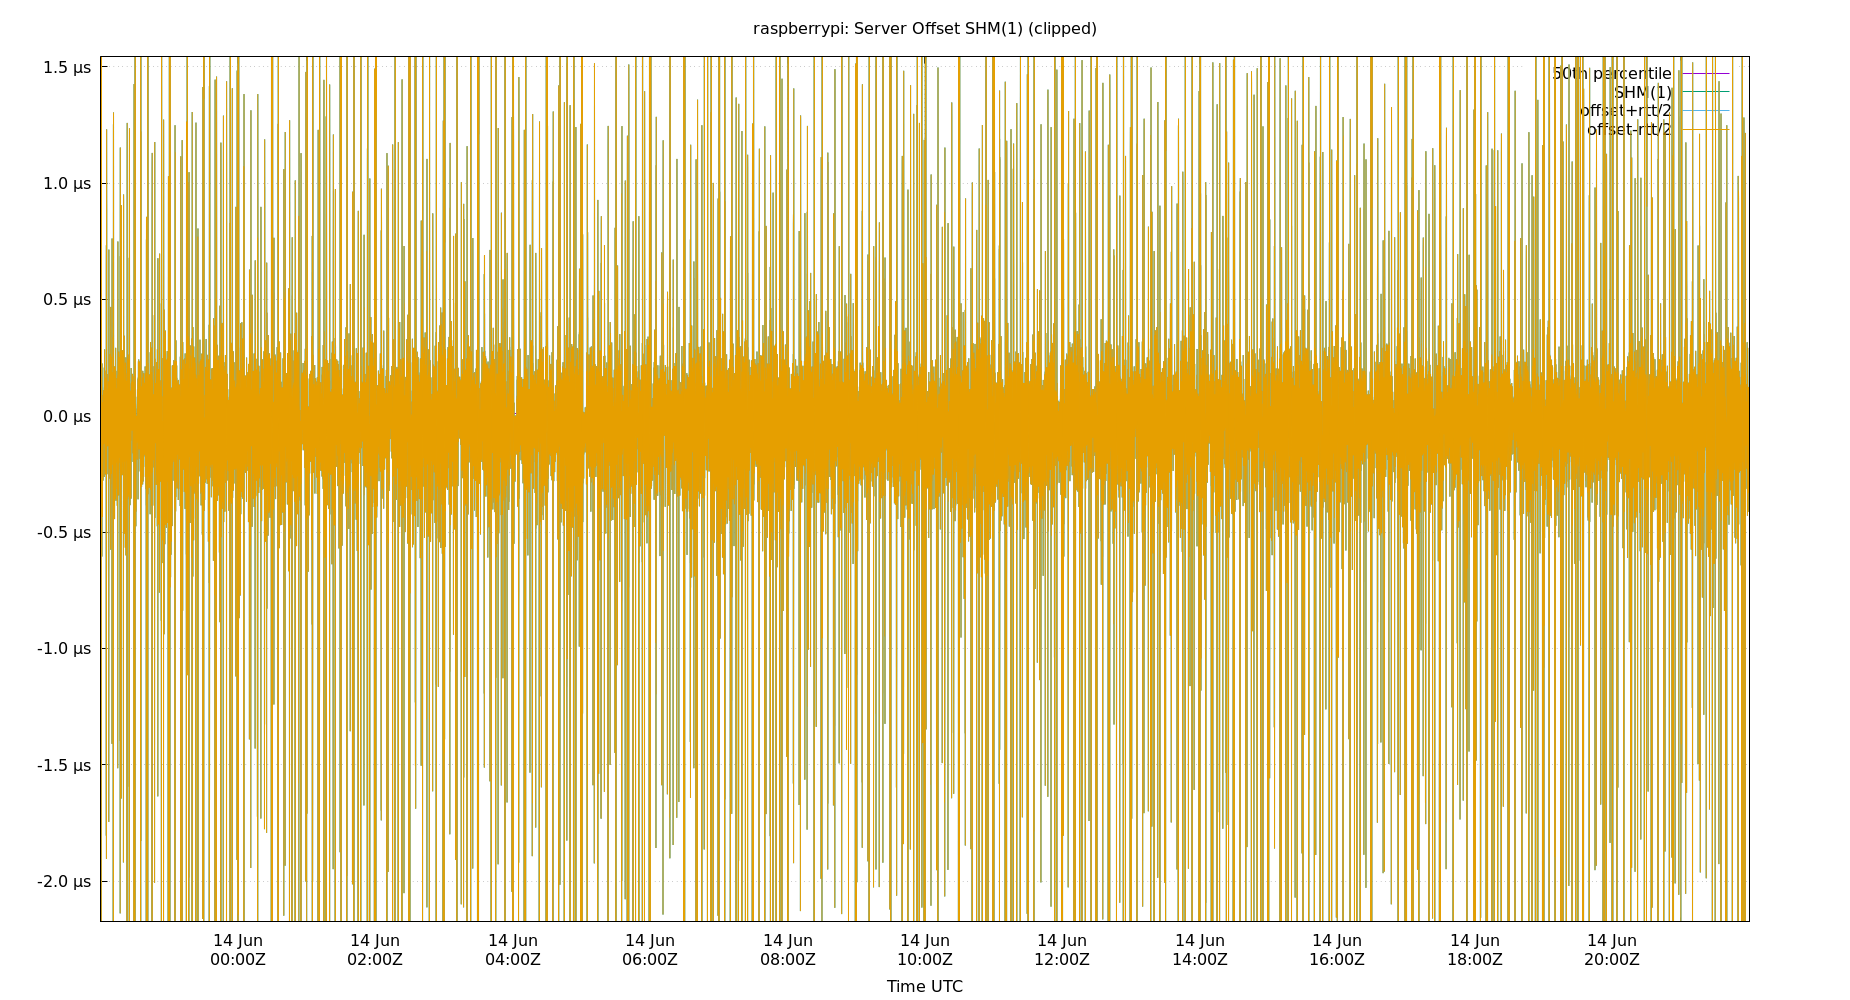 raspberrypi: Server Offset SHM(1) (clipped)
1.5 µs
1.0 µs
0.5 µs
0.0 µs
-0.5 µs
-1.0 µs
-1.5 µs
-2.0 µs
50th percentile
SHM(1)
offset+rtt/2
offset-rtt/2
14 Jun 14 Jun 14 Jun 14 Jun 14 Jun 14 Jun 14 Jun 14 Jun 14 Jun 14 Jun 14 Jun
00:00Z 02:00Z 04:00Z 06:00Z 08:00Z 10:00Z 12:00Z 14:00Z 16:00Z 18:00Z 20:00Z
Time UTC